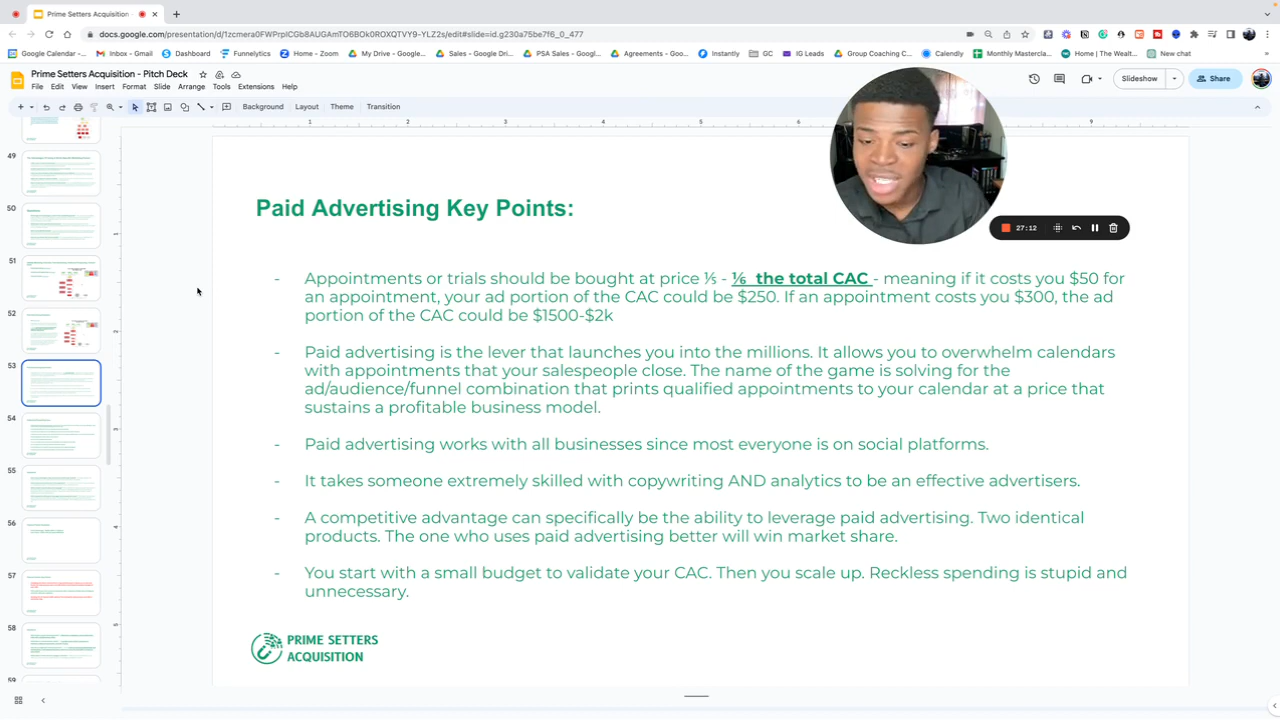 Prime Setters Acquisition - Pitch
docs.google.com/presentation/d/1zcmera0FWPrpICGb8AUGAmTO6BOk0ROXQTVY9-YLZ2s/edit#slide=id.g230a75be7f6_0_477
Google Calendar -... Inbox - Gmail Dashboard Funnelytics Home - Zoom My Drive - Google... Sales - Google Dri... PSA Sales - Googl... Agreements - Goo... Instantly GC IG Leads Group Coaching C... Calendly Monthly Mastercla... Home | The Wealt... New chat
Prime Setters Acquisition - Pitch Deck
File Edit View Insert Format Slide Arrange Tools Extensions Help
Slideshow Share
Background Layout Theme Transition
1 2 3 4 5 6 9
49
50
51
52
53
54
55
56
57
58
59
Paid Advertising Key Points:
27:12
- Appointments or trials should be bought at price ⅕ - ⅙ the total CAC - meaning if it costs you $50 for
an appointment, your ad portion of the CAC could be $250. If an appointment costs you $300, the ad
portion of the CAC could be $1500-$2k
- Paid advertising is the lever that launches you into the millions. It allows you to overwhelm calendars
with appointments that your salespeople close. The name of the game is solving for the
ad/audience/funnel combination that prints qualified appointments to your calendar at a price that
sustains a profitable business model.
- Paid advertising works with all businesses since most everyone is on social platforms.
- It takes someone extremely skilled with copywriting AND analytics to be an effective advertisers.
- A competitive advantage can specifically be the ability to leverage paid advertising. Two identical
products. The one who uses paid advertising better will win market share.
- You start with a small budget to validate your CAC. Then you scale up. Reckless spending is stupid and
unnecessary.
PRIME SETTERS
ACQUISITION